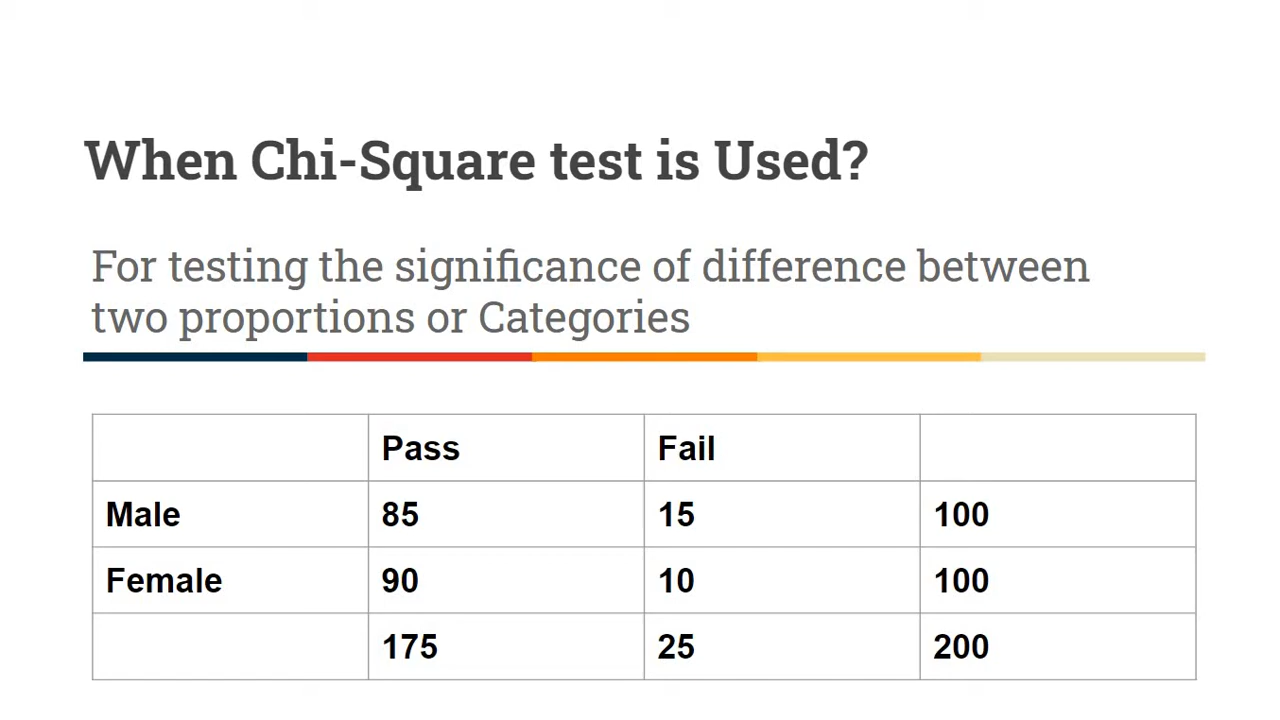 When Chi-Square test is Used?
For testing the significance of difference between
two proportions or Categories
Pass Fail
Male 85 15 100
Female 90 10 100
175 25 200